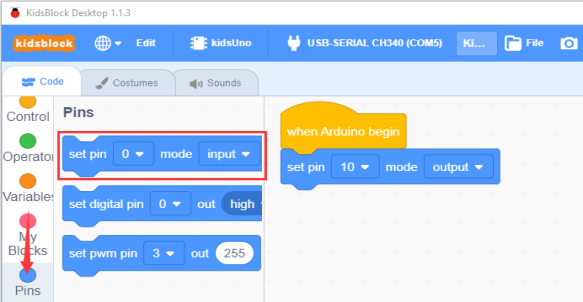 KidsBlock Desktop 1.1.3
kidsblock Edit kidsUno USB-SERIAL CH340 (COM5) Ki... File
Code Costumes Sounds
Control
Operator
Variables
My
Blocks
Pins
Pins
set pin 0 mode input
set digital pin 0 out high
set pwm pin 3 out 255
when Arduino begin
set pin 10 mode output